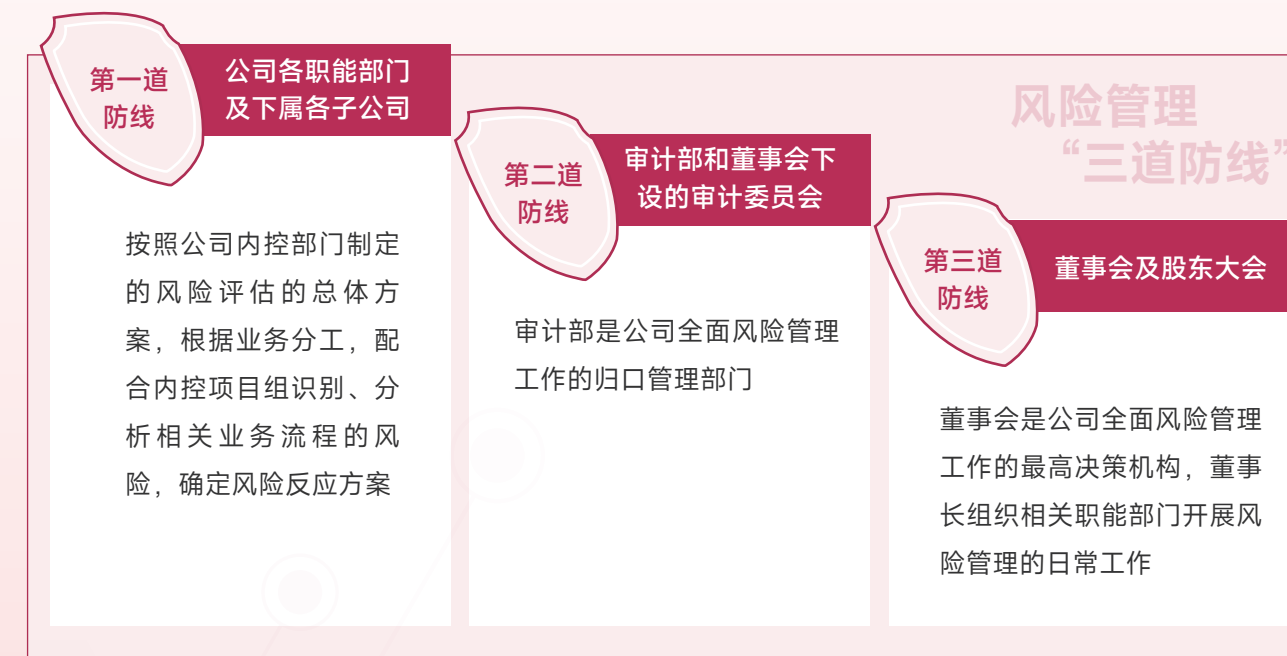 风险管理
“三道防线”
第一道
防线
公司各职能部门
及下属各子公司
按照公司内控部门制定
的风险评估的总体方
案，根据业务分工，配
合内控项目组识别、分
析相关业务流程的风
险，确定风险反应方案
第二道
防线
审计部和董事会下
设的审计委员会
审计部是公司全面风险管理
工作的归口管理部门
第三道
防线
董事会及股东大会
董事会是公司全面风险管理
工作的最高决策机构，董事
长组织相关职能部门开展风
险管理的日常工作